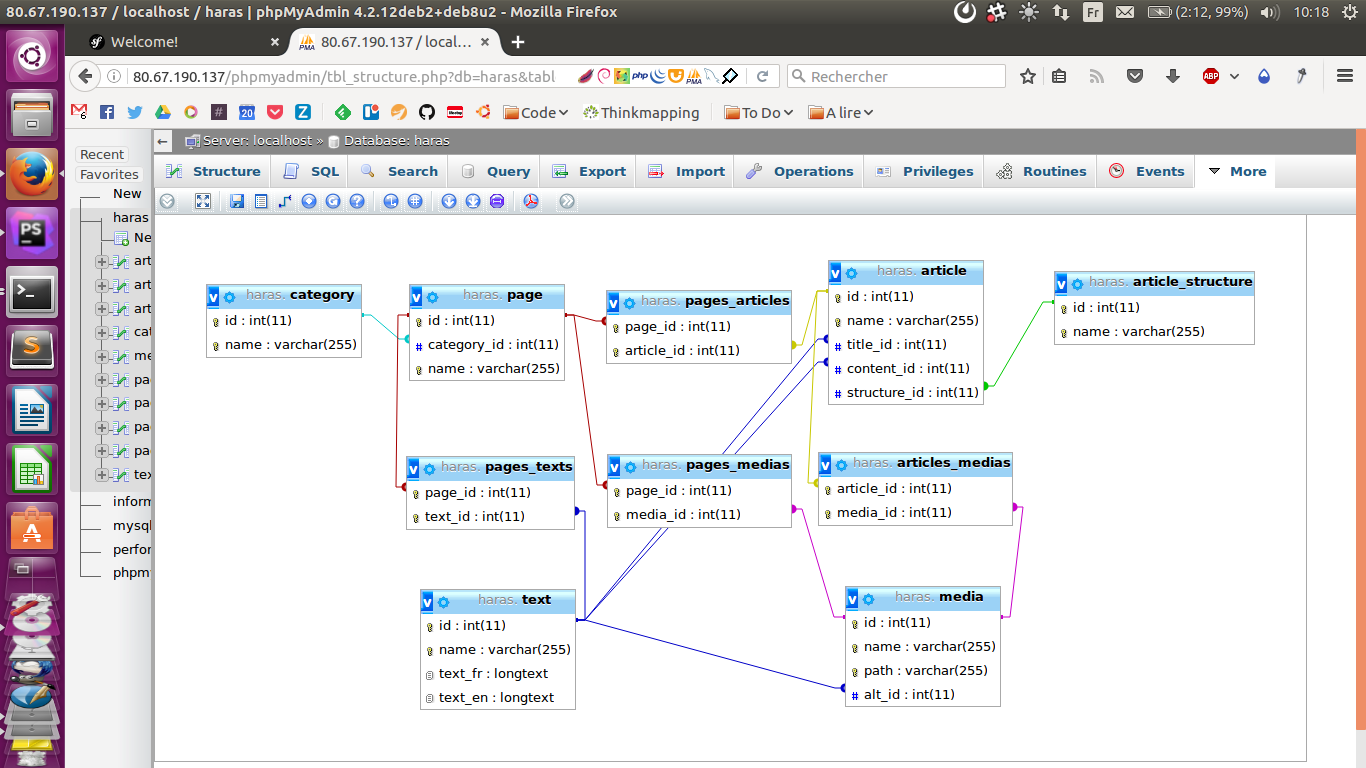 80.67.190.137 / localhost / haras | phpMyAdmin 4.2.12deb2+deb8u2 - Mozilla Firefox
Fr (2:12, 99%) 10:18
Welcome! 80.67.190.137 / local…
80.67.190.137/phpmyadmin/tbl_structure.php?db=haras&tabl Rechercher ABP
Code Thinkmapping To Do A lire
Recent
Favorites
New
haras
Ne
art
art
art
cat
me
pag
pag
pag
pag
tex
inform
mysql
perfor
phpmy
Server: localhost » Database: haras
Structure SQL Search Query Export Import Operations Privileges Routines Events More
haras. category
id : int(11)
name : varchar(255)
haras. page
id : int(11)
category_id : int(11)
name : varchar(255)
haras. pages_articles
page_id : int(11)
article_id : int(11)
haras. article
id : int(11)
name : varchar(255)
title_id : int(11)
content_id : int(11)
structure_id : int(11)
haras. article_structure
id : int(11)
name : varchar(255)
haras. pages_texts
page_id : int(11)
text_id : int(11)
haras. pages_medias
page_id : int(11)
media_id : int(11)
haras. articles_medias
article_id : int(11)
media_id : int(11)
haras. text
id : int(11)
name : varchar(255)
text_fr : longtext
text_en : longtext
haras. media
id : int(11)
name : varchar(255)
path : varchar(255)
alt_id : int(11)